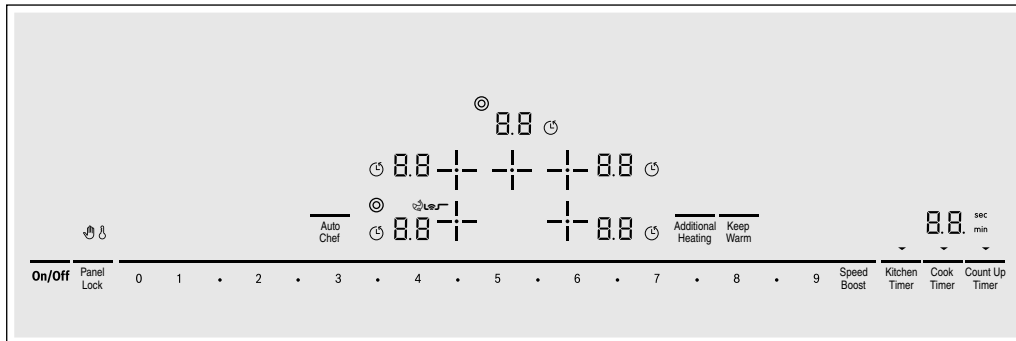 8.8
8.8 8.8
8.8 8.8
Auto
Chef
Additional
Heating
Keep
Warm
8.8. sec
min
On/Off
Panel
Lock
0 1 • 2 • 3 • 4 • 5 • 6 • 7 • 8 • 9
Speed
Boost
Kitchen
Timer
Cook
Timer
Count Up
Timer